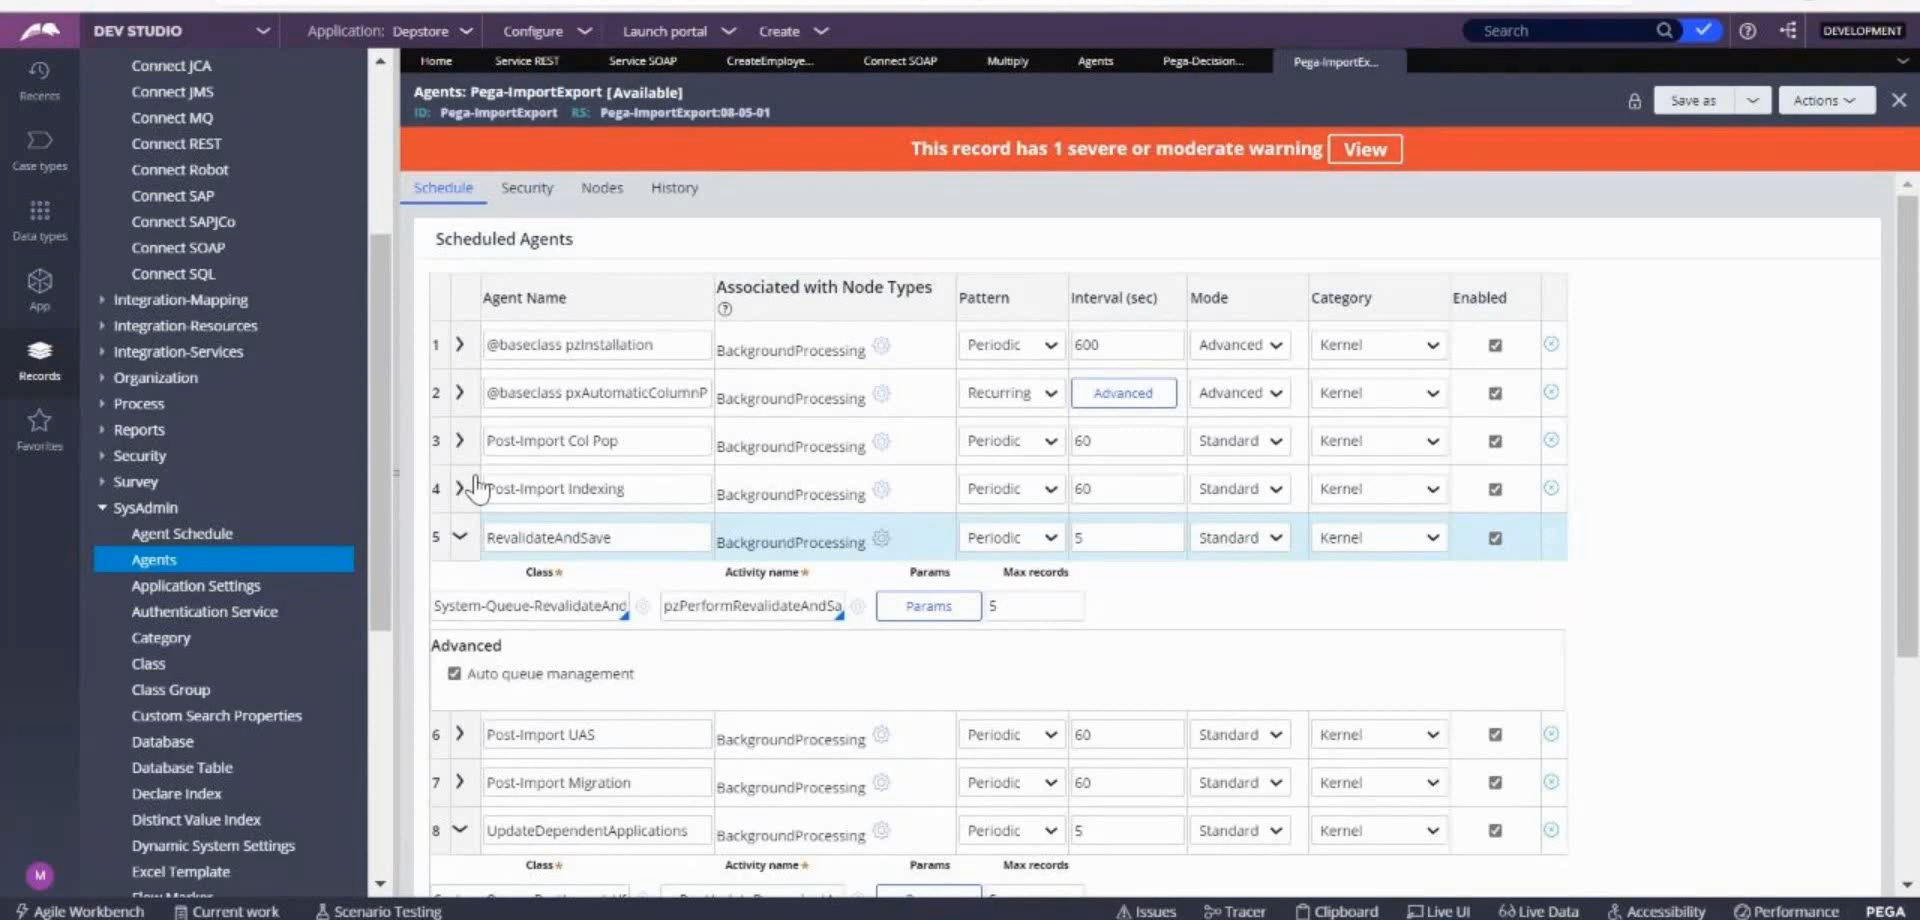 DEV STUDIO
Application: Depstore
Configure
Launch portal
Create
Search
DEVELOPMENT
Recents
Case types
Data types
App
Records
Favorites
M
Connect JCA
Connect JMS
Connect MQ
Connect REST
Connect Robot
Connect SAP
Connect SAPJCo
Connect SOAP
Connect SQL
Integration-Mapping
Integration-Resources
Integration-Services
Organization
Process
Reports
Security
Survey
SysAdmin
Agent Schedule
Agents
Application Settings
Authentication Service
Category
Class
Class Group
Custom Search Properties
Database
Database Table
Declare Index
Distinct Value Index
Dynamic System Settings
Excel Template
Home Service REST Service SOAP CreateEmploye... Connect SOAP Multiply Agents Pega-Decision... Pega-ImportEx...
Agents: Pega-ImportExport [Available]
ID: Pega-ImportExport RS: Pega-ImportExport:08-05-01
Save as
Actions
This record has 1 severe or moderate warning View
Schedule Security Nodes History
Scheduled Agents
Agent Name Associated with Node Types Pattern Interval (sec) Mode Category Enabled
1 @baseclass pzInstallation BackgroundProcessing Periodic 600 Advanced Kernel
2 @baseclass pxAutomaticColumnP BackgroundProcessing Recurring Advanced Advanced Kernel
3 Post-Import Col Pop BackgroundProcessing Periodic 60 Standard Kernel
4 Post-Import Indexing BackgroundProcessing Periodic 60 Standard Kernel
5 RevalidateAndSave BackgroundProcessing Periodic 5 Standard Kernel
Class★ Activity name★ Params Max records
System-Queue-RevalidateAnd pzPerformRevalidateAndSa Params 5
Advanced
Auto queue management
6 Post-Import UAS BackgroundProcessing Periodic 60 Standard Kernel
7 Post-Import Migration BackgroundProcessing Periodic 60 Standard Kernel
8 UpdateDependentApplications BackgroundProcessing Periodic 5 Standard Kernel
Class★ Activity name★ Params Max records
Agile Workbench Current work Scenario Testing Issues Tracer Clipboard Live UI Live Data Accessibility Performance PEGA